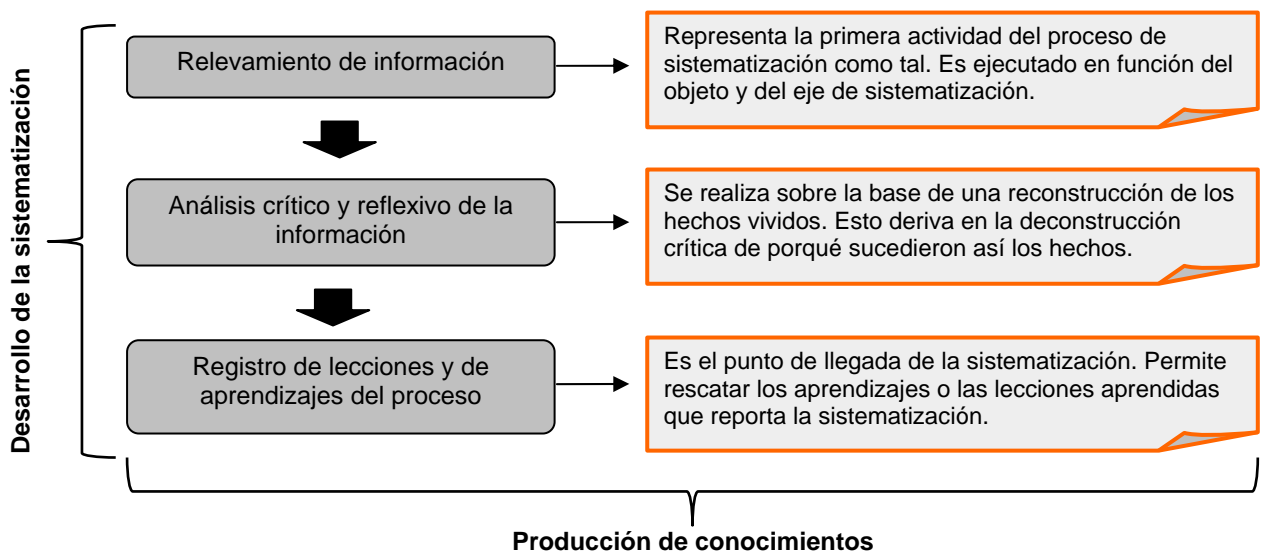 Desarrollo de la sistematización
Relevamiento de información
Representa la primera actividad del proceso de
sistematización como tal. Es ejecutado en función del
objeto y del eje de sistematización.
Análisis crítico y reflexivo de la
información
Se realiza sobre la base de una reconstrucción de los
hechos vividos. Esto deriva en la deconstrucción
crítica de porqué sucedieron así los hechos.
Registro de lecciones y de
aprendizajes del proceso
Es el punto de llegada de la sistematización. Permite
rescatar los aprendizajes o las lecciones aprendidas
que reporta la sistematización.
Producción de conocimientos